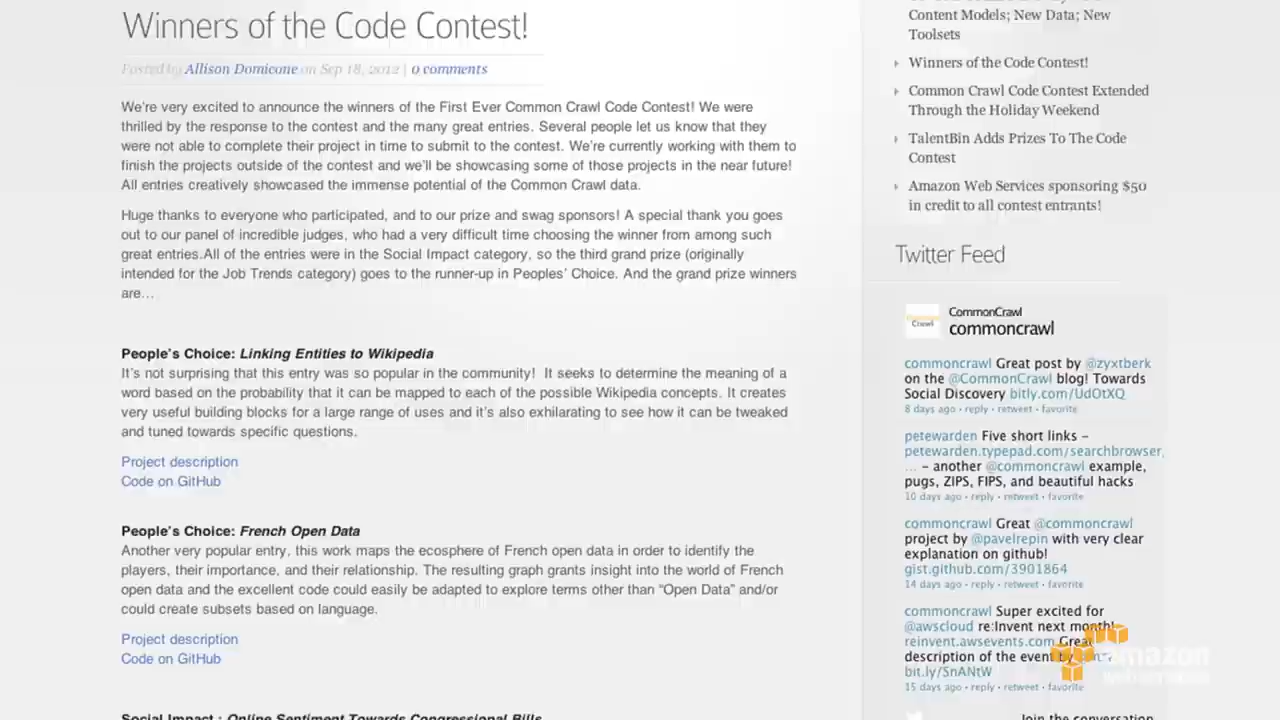 Winners of the Code Contest!
Posted by Allison Domicone on Sep 18, 2012 | 0 comments
We're very excited to announce the winners of the First Ever Common Crawl Code Contest! We were
thrilled by the response to the contest and the many great entries. Several people let us know that they
were not able to complete their project in time to submit to the contest. We're currently working with them to
finish the projects outside of the contest and we'll be showcasing some of those projects in the near future!
All entries creatively showcased the immense potential of the Common Crawl data.
Huge thanks to everyone who participated, and to our prize and swag sponsors! A special thank you goes
out to our panel of incredible judges, who had a very difficult time choosing the winner from among such
great entries.All of the entries were in the Social Impact category, so the third grand prize (originally
intended for the Job Trends category) goes to the runner-up in Peoples' Choice. And the grand prize winners
are...
People's Choice: Linking Entities to Wikipedia
It's not surprising that this entry was so popular in the community!  It seeks to determine the meaning of a
word based on the probability that it can be mapped to each of the possible Wikipedia concepts. It creates
very useful building blocks for a large range of uses and it's also exhilarating to see how it can be tweaked
and tuned towards specific questions.
Project description
Code on GitHub
People's Choice: French Open Data
Another very popular entry, this work maps the ecosphere of French open data in order to identify the
players, their importance, and their relationship. The resulting graph grants insight into the world of French
open data and the excellent code could easily be adapted to explore terms other than "Open Data" and/or
could create subsets based on language.
Project description
Code on GitHub
Social Impact : Online Sentiment Towards Congressional Bills
Content Models; New Data; New
Toolsets
Winners of the Code Contest!
Common Crawl Code Contest Extended
Through the Holiday Weekend
TalentBin Adds Prizes To The Code
Contest
Amazon Web Services sponsoring $50
in credit to all contest entrants!
Twitter Feed
Crawl
CommonCrawl
commoncrawl
commoncrawl Great post by @zyxtberk
on the @CommonCrawl blog! Towards
Social Discovery bitly.com/UdOtXQ
8 days ago · reply · retweet · favorite
petewarden Five short links –
petewarden.typepad.com/searchbrowser,
... – another @commoncrawl example,
pugs, ZIPS, FIPS, and beautiful hacks
10 days ago · reply · retweet · favorite
commoncrawl Great @commoncrawl
project by @pavelrepin with very clear
explanation on github!
gist.github.com/3901864
14 days ago · reply · retweet · favorite
commoncrawl Super excited for
@awscloud re:Invent next month!
reinvent.awsevents.com Great
description of the event by
bit.ly/SnANtW
15 days ago · reply · retweet · favorite
Join the conversation
amazon